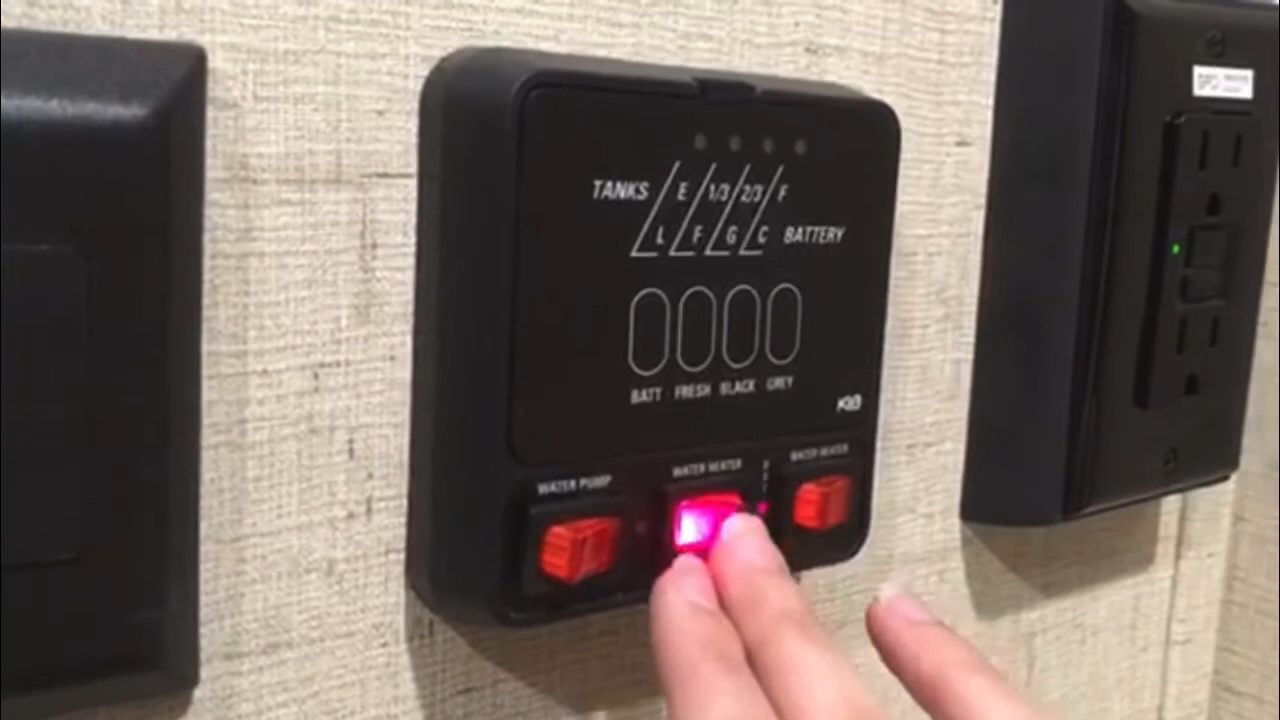 TANKS E 1/3 2/3 F
L F G C BATTERY
BATT FRESH BLACK GREY
KIB
WATER PUMP
WATER HEATER
WATER HEATER